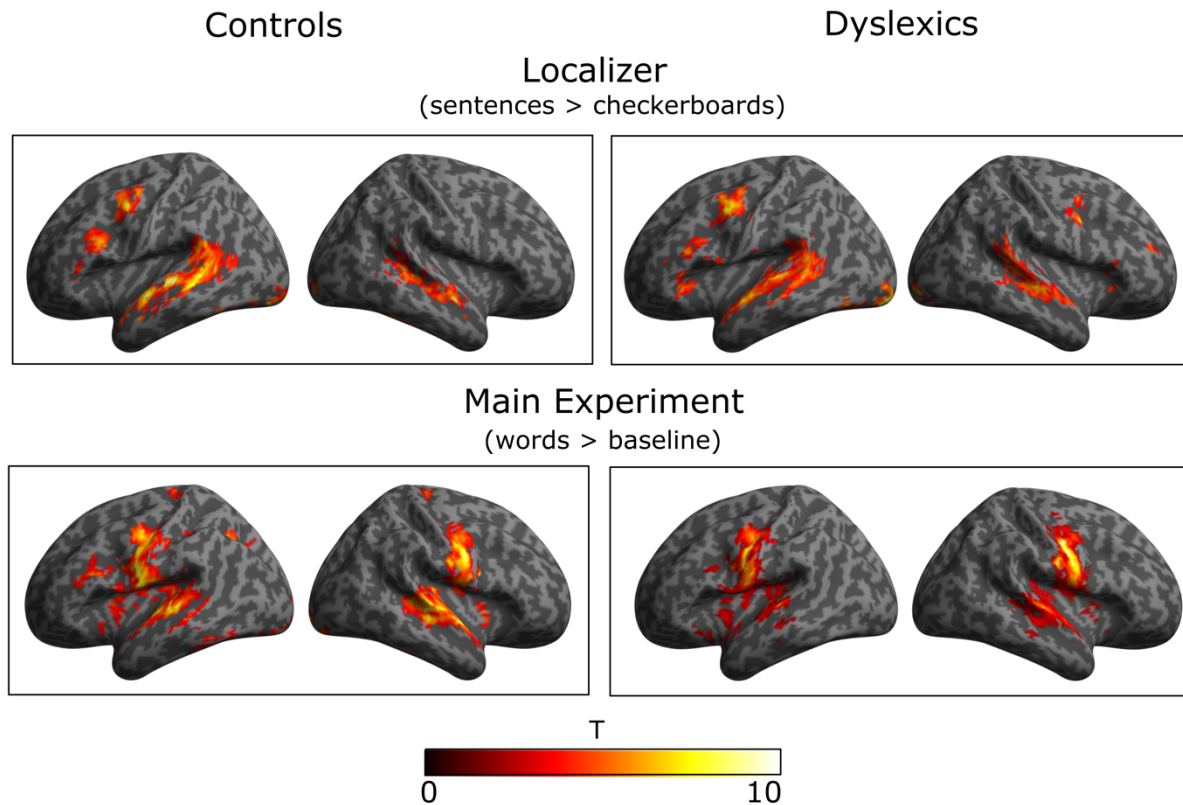 Controls
Dyslexics
Localizer
(sentences > checkerboards)
Main Experiment
(words > baseline)
T
0
10